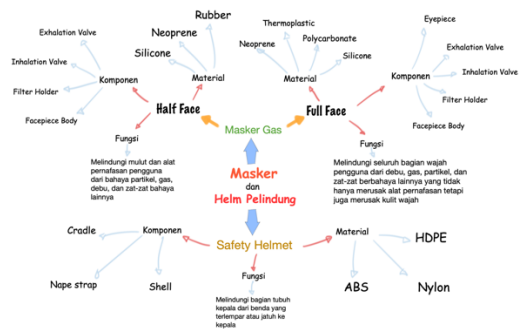 Rubber
Neoprene
Silicone
Exhalation Valve
Inhalation Valve
Filter Holder
Facepiece Body
Komponen
Material
Half Face
Fungsi
Melindungi mulut dan alat
pernafasan pengguna
dari bahaya partikel, gas,
debu, dan zat-zat bahaya
lainnya
Masker Gas
Thermoplastic
Neoprene
Polycarbonate
Silicone
Material
Full Face
Eyepiece
Exhalation Valve
Inhalation Valve
Filter Holder
Facepiece Body
Komponen
Fungsi
Melindungi seluruh bagian wajah
pengguna dari debu, gas, partikel, dan
zat-zat berbahaya lainnya yang tidak
hanya merusak alat pernafasan tetapi
juga merusak kulit wajah
Masker
dan
Helm Pelindung
Safety Helmet
Komponen
Cradle
Nape strap
Shell
Fungsi
Melindungi bagian tubuh
kepala dari benda yang
terlempar atau jatuh ke
kepala
Material
HDPE
ABS
Nylon